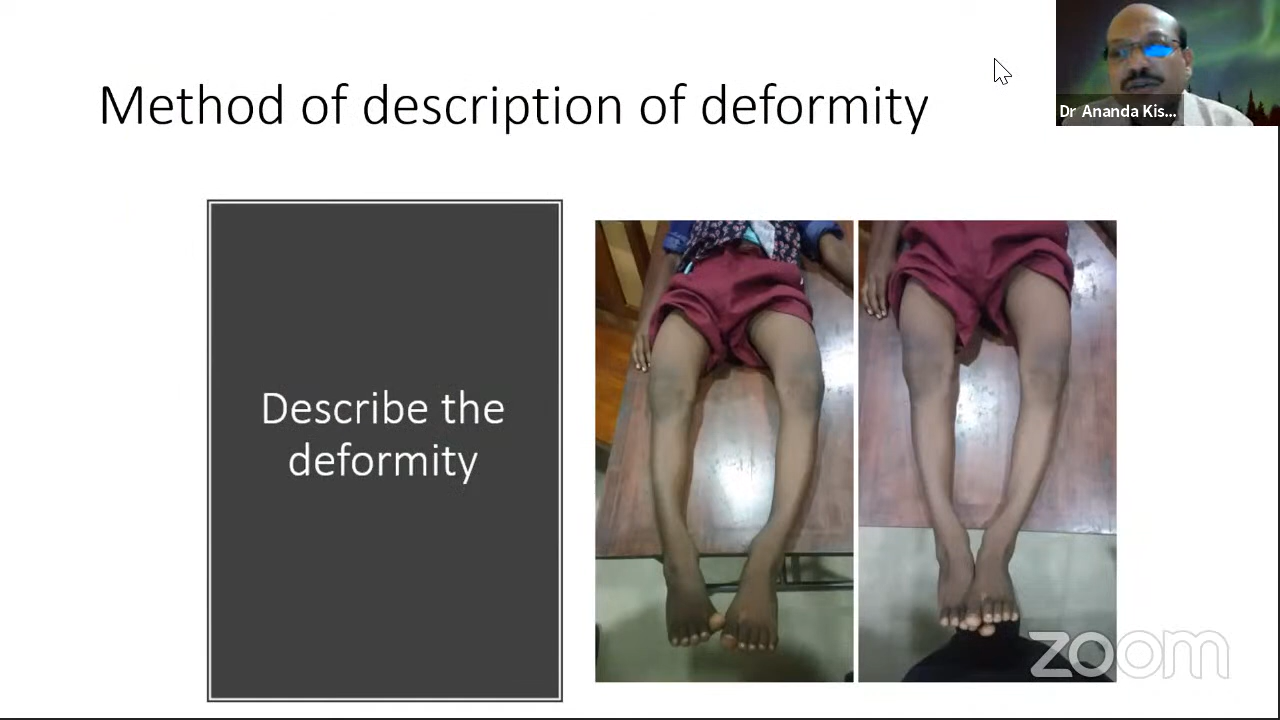 Method of description of deformity
Dr Ananda Kis...
Describe the
deformity
zoom